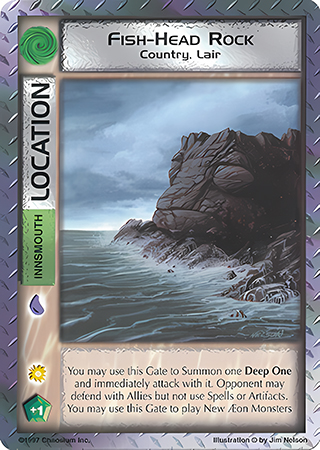 FISH-HEAD ROCK
Country, Lair
LOCATION
INNSMOUTH
You may use this Gate to Summon one Deep One
and immediately attack with it. Opponent may
defend with Allies but not use Spells or Artifacts.
You may use this Gate to play New Æon Monsters
+1
©1997 Chaosium Inc.
Illustration © by Jim Nelson